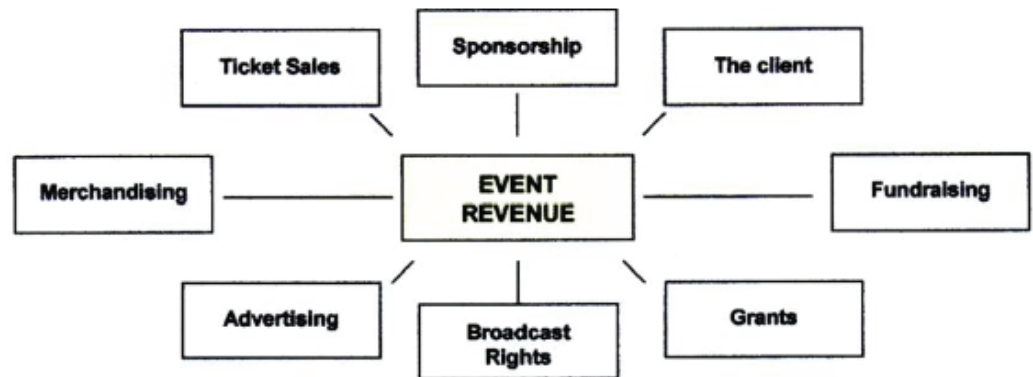 Sponsorship
Ticket Sales
The client
Merchandising
EVENT
REVENUE
Fundraising
Advertising
Broadcast
Rights
Grants